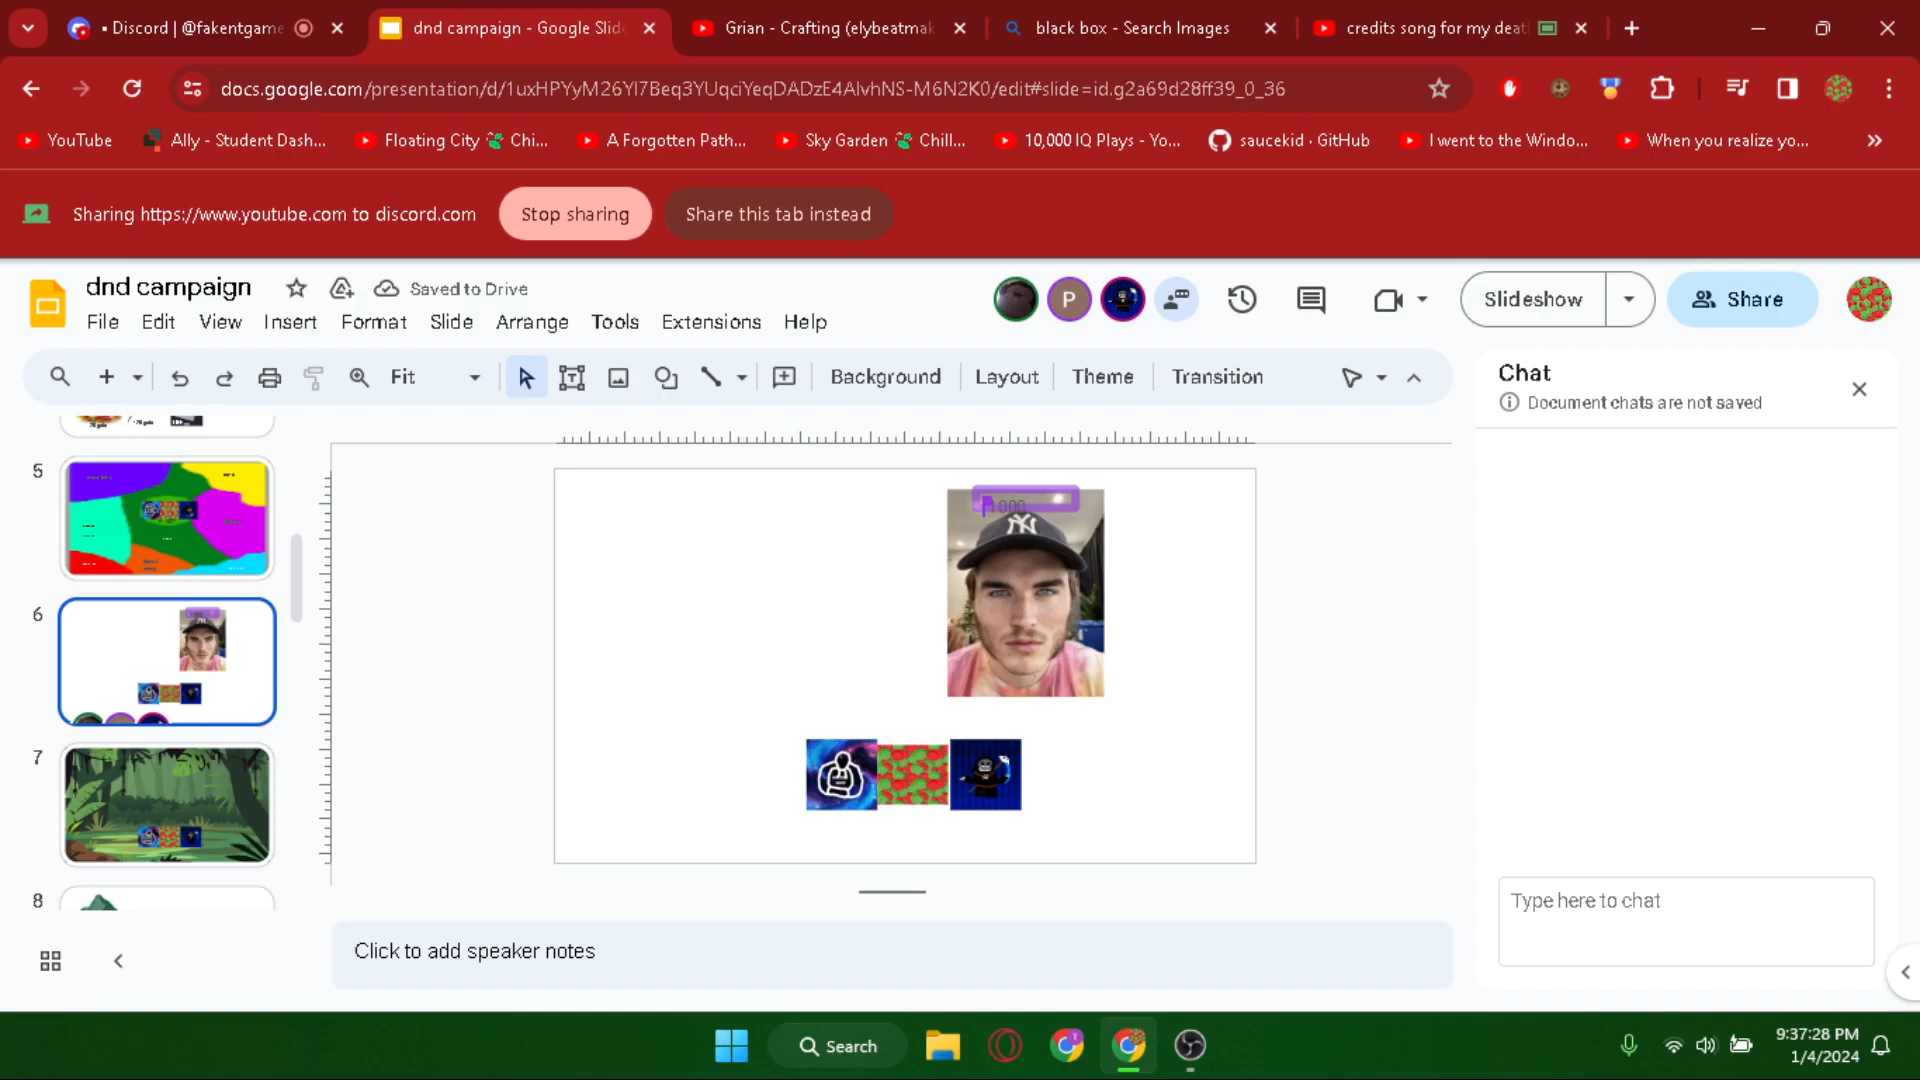 ▪ Discord | @fakentgame
dnd campaign - Google Slid
Grian - Crafting (elybeatmak
black box - Search Images
credits song for my deat
docs.google.com/presentation/d/1uxHPYyM26Yl7Beq3YUqciYeqDADzE4AlvhNS-M6N2K0/edit#slide=id.g2a69d28ff39_0_36
YouTube
Ally - Student Dash...
Floating City 🐉 Chi...
A Forgotten Path...
Sky Garden 🐉 Chill...
10,000 IQ Plays - Yo...
saucekid · GitHub
I went to the Windo...
When you realize yo...
Sharing https://www.youtube.com to discord.com
Stop sharing
Share this tab instead
dnd campaign
Saved to Drive
P
Slideshow
Share
File Edit View Insert Format Slide Arrange Tools Extensions Help
Fit
Background
Layout
Theme
Transition
Chat
Document chats are not saved
5
6
7
8
NY
Type here to chat
Click to add speaker notes
Search
9:37:28 PM
1/4/2024